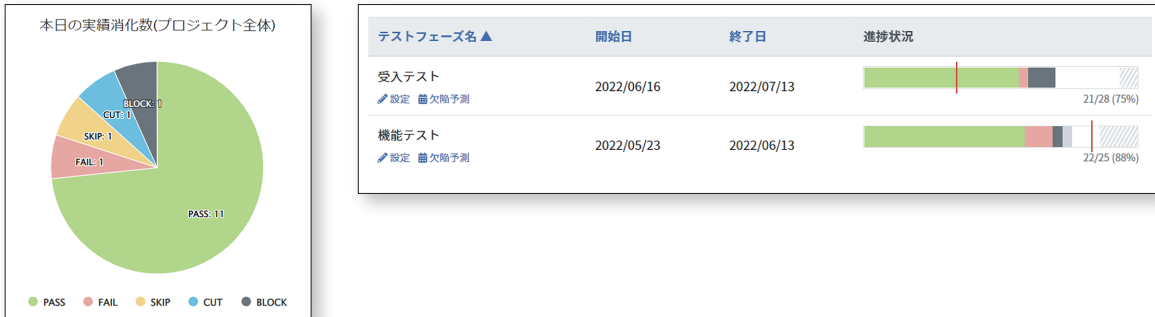 本日の実績消化数(プロジェクト全体)
BLOCK: 1
CUT: 1
SKIP: 1
FAIL: 1
PASS: 11
PASS FAIL SKIP CUT BLOCK
テストフェーズ名▲ 開始日 終了日 進捗状況
受入テスト
2022/06/16 2022/07/13
設定 欠陥予測
21/28 (75%)
機能テスト
2022/05/23 2022/06/13
設定 欠陥予測
22/25 (88%)